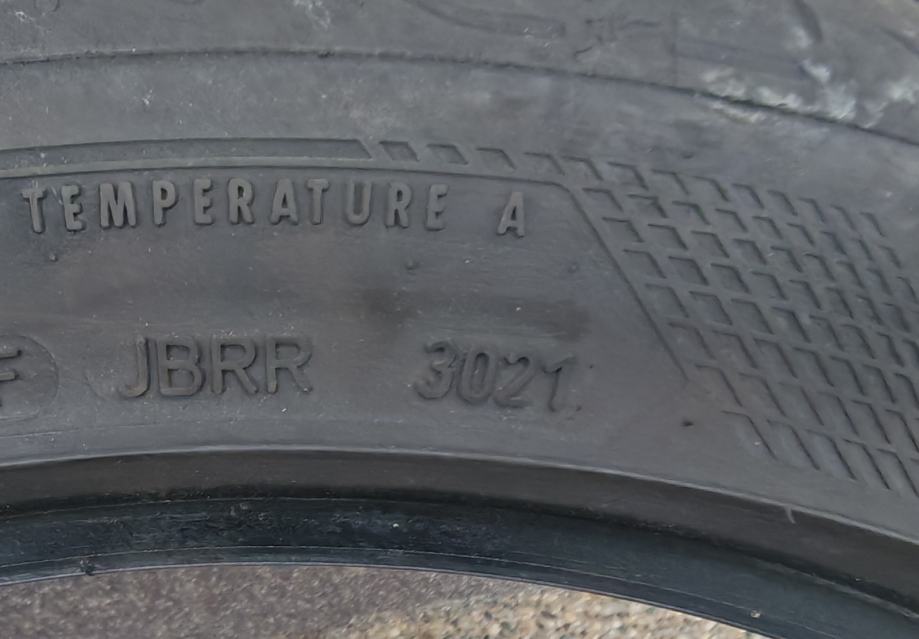 TEMPERATURE A
F JBRR 3021